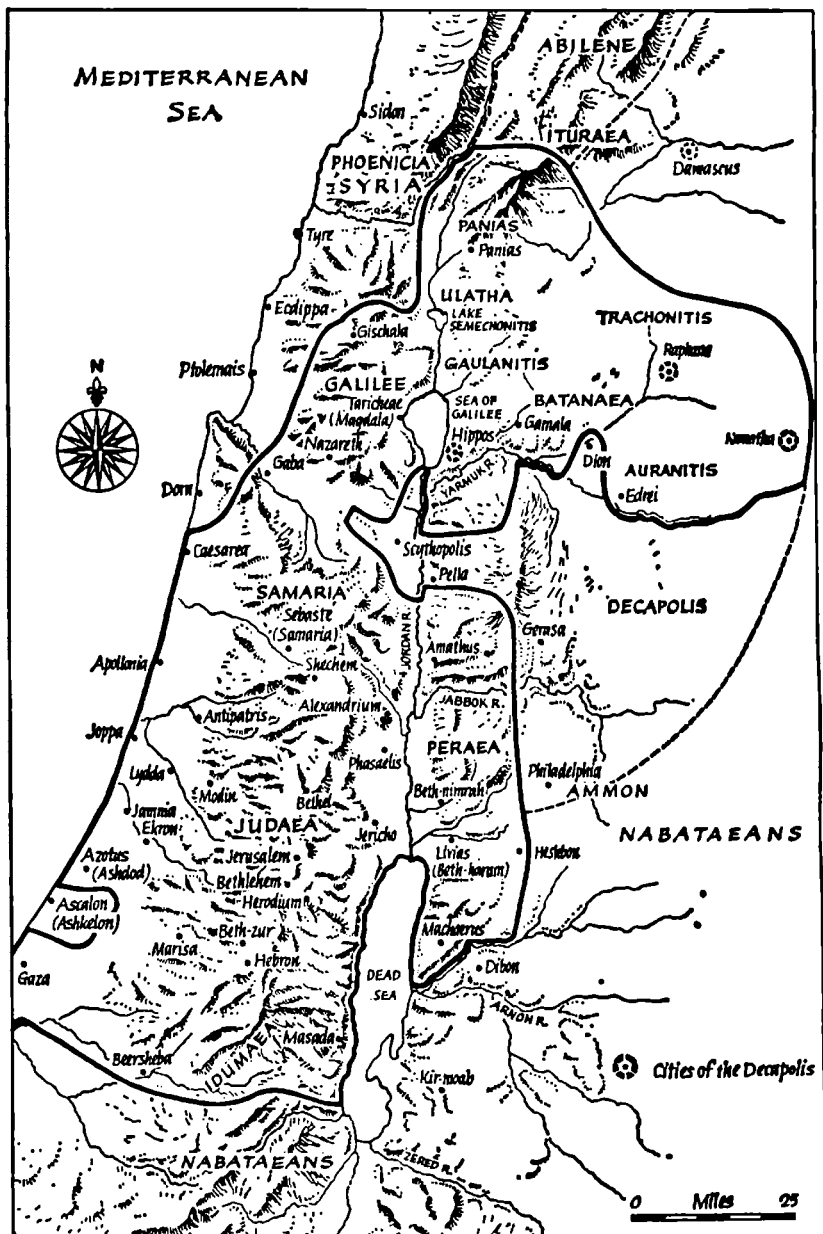 ABILENE
MEDITERRANEAN
SEA
Sidon
ITURAEA
PHOENICIA
SYRIA
Damascus
Tyre
PANIAS
Panias
ULATHA
LAKE
SEMECHONITIS
Ecdippa
Gischala
TRACHONITIS
Raphana
GAULANITIS
Ptolemais
GALILEE
Taricheae
(Magdala)
SEA OF
GALILEE
BATANAEA
Gamala
N
Nazareth
Hippos
Dion
Gaba
YARMUK R.
AURANITIS
Edrei
Dorn
Caesarea
Scythopolis
Pella
SAMARIA
Sebaste
(Samaria)
DECAPOLIS
Gerasa
JORDAN R.
Amathus
Apollonia
Shechem
Alexandrium
JABBOK R.
Antipatris
Joppa
PERAEA
Phasaelis
Philadelphia
Lydda
Modin
Bethel
Beth-nimrah
AMMON
Jamnia
Ekron
JUDAEA
Jericho
NABATAEANS
Azotus
(Ashdod)
Jerusalem
Livias
(Beth-haram)
Heshbon
Bethlehem
Herodium
Ascalon
(Ashkelon)
Beth-zur
Marisa
Machaerus
Hebron
Gaza
DEAD
SEA
Dibon
ARNON R.
Masada
IDUMAEA
Beersheba
Kir-moab
Cities of the Decapolis
NABATAEANS
ZERED R.
0 Miles 25